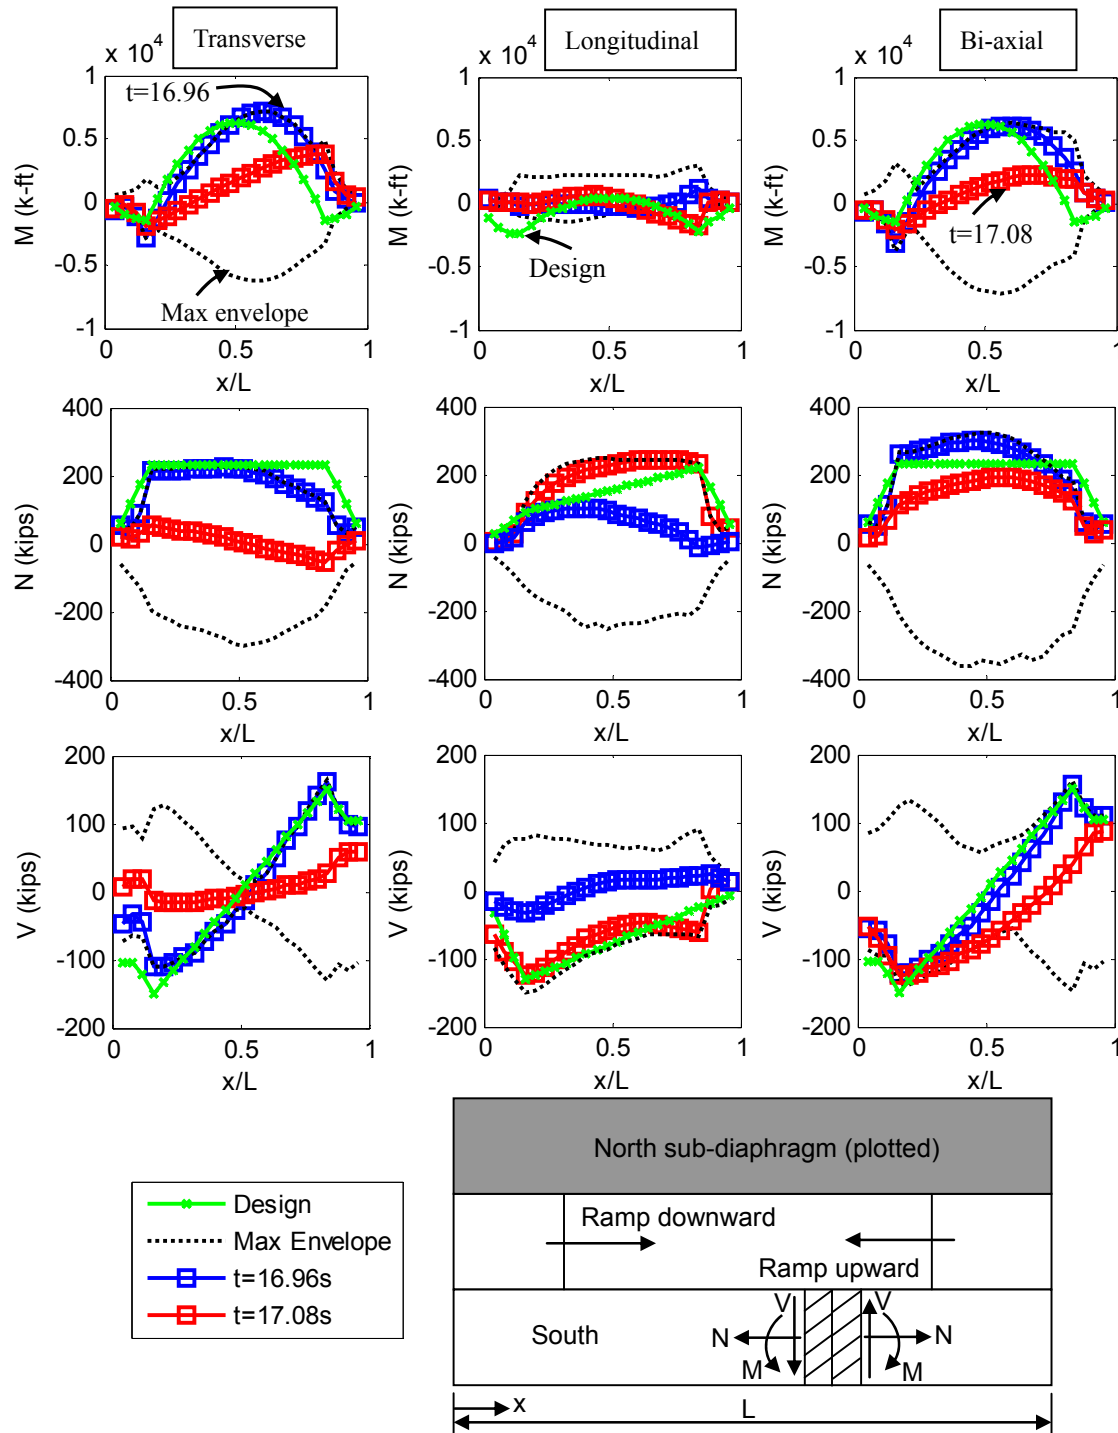 Transverse
Longitudinal
Bi-axial
x 10^4
x 10^4
x 10^4
1
0.5
0
-0.5
-1
M (k-ft)
t=16.96
Max envelope
0
0.5
1
x/L
1
0.5
0
-0.5
-1
M (k-ft)
Design
0
0.5
1
x/L
1
0.5
0
-0.5
-1
M (k-ft)
t=17.08
0
0.5
1
x/L
400
200
0
-200
-400
N (kips)
0
0.5
1
x/L
400
200
0
-200
-400
N (kips)
0
0.5
1
x/L
400
200
0
-200
-400
N (kips)
0
0.5
1
x/L
200
100
0
-100
-200
V (kips)
0
0.5
1
x/L
200
100
0
-100
-200
V (kips)
0
0.5
1
x/L
200
100
0
-100
-200
V (kips)
0
0.5
1
x/L
Design
Max Envelope
t=16.96s
t=17.08s
North sub-diaphragm (plotted)
Ramp downward
Ramp upward
South
V
V
N
N
M
M
x
L